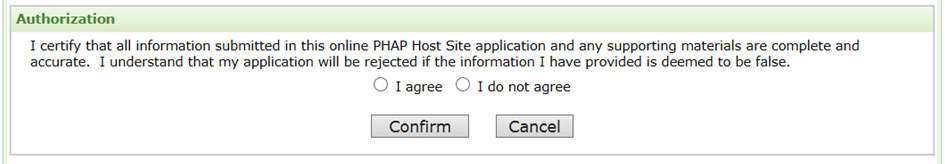 Authorization
I certify that all information submitted in this online PHAP Host Site application and any supporting materials are complete and
accurate. I understand that my application will be rejected if the information I have provided is deemed to be false.
I agree I do not agree
Confirm Cancel